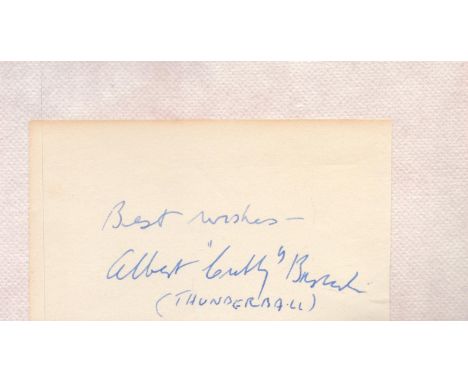 Best wishes —
Albert "Cubby" Broccoli
(THUNDERBALL)